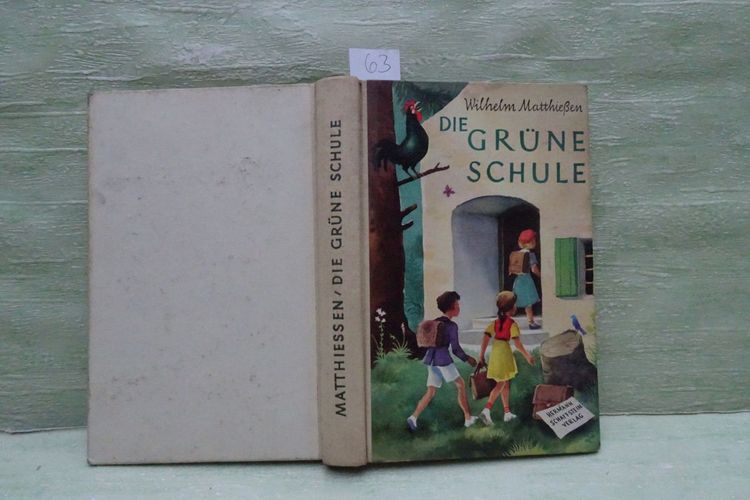 63
MATTHIESSEN / DIE GRÜNE SCHULE
Wilhelm Matthießen
DIE
GRÜNE
SCHULE
HERMANN
SCHAFFSTEIN
VERLAG